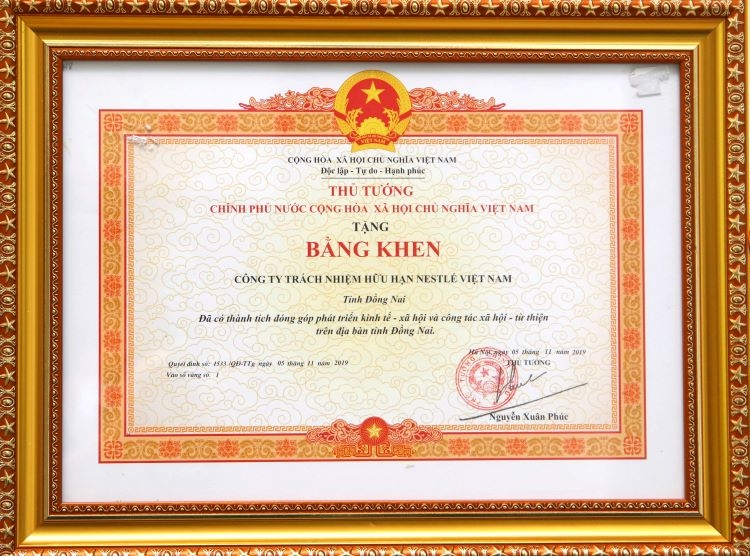 VIỆT NAM
CỘNG HÒA XÃ HỘI CHỦ NGHĨA VIỆT NAM
Độc lập - Tự do - Hạnh phúc
THỦ TƯỚNG
CHÍNH PHỦ NƯỚC CỘNG HÒA XÃ HỘI CHỦ NGHĨA VIỆT NAM
TẶNG
BẰNG KHEN
CÔNG TY TRÁCH NHIỆM HỮU HẠN NESTLÉ VIỆT NAM
Tỉnh Đồng Nai
Đã có thành tích đóng góp phát triển kinh tế - xã hội và công tác xã hội - từ thiện
trên địa bàn tỉnh Đồng Nai.
Hà Nội, ngày 05 tháng 11 năm 2019
Quyết định số: 1533 /QĐ-TTg ngày 05 tháng 11 năm 2019
THỦ TƯỚNG
Vào sổ vàng số: 1
Nguyễn Xuân Phúc